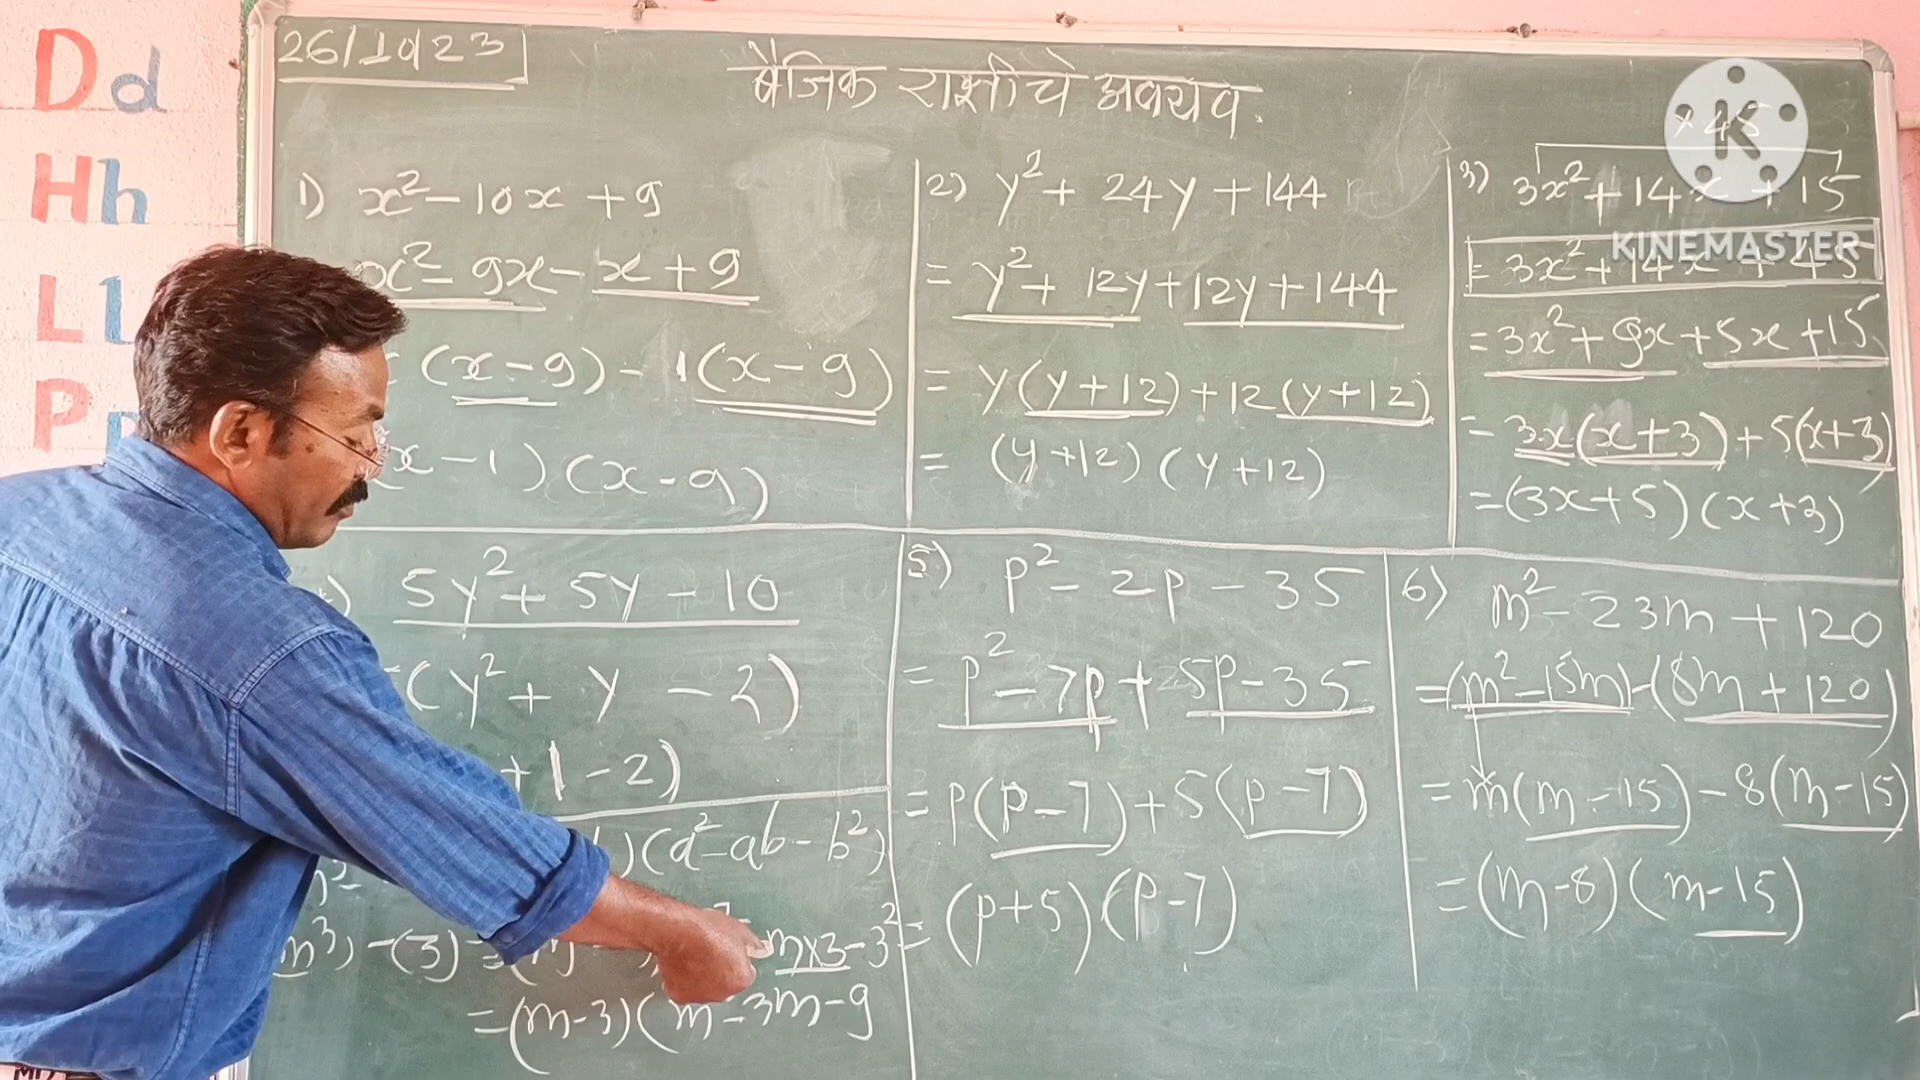 26/10/23
बैजिक राशीचे अवयव.
Dd
Hh
L
P
1) x² - 10x + 9
x² - 9x - x + 9
(x - 9) - 1(x - 9)
x - 1) (x - 9)
2) y² + 24y + 144
= y² + 12y + 12y + 144
= y(y + 12) + 12(y + 12)
= (y + 12) (y + 12)
× 45
3) 3x² + 14x + 15
= 3x² + 14x + 45
= 3x² + 9x + 5x + 15
= 3x(x + 3) + 5(x + 3)
= (3x + 5) (x + 3)
K
KINEMASTER
) 5y² + 5y - 10
(y² + y - 2)
+ 1 - 2)
)(a² - ab - b²)
m³) - (3) =
m×3 - 3²
= (m - 3) (m - 3m - 9
5) p² - 2p - 35
= p² - 7p + 5p - 35
= p(p - 7) + 5(p - 7)
= (p + 5) (p - 7)
6) m² - 23m + 120
= (m² - 15m) - (8m + 120)
= m(m - 15) - 8(m - 15)
= (m - 8) (m - 15)